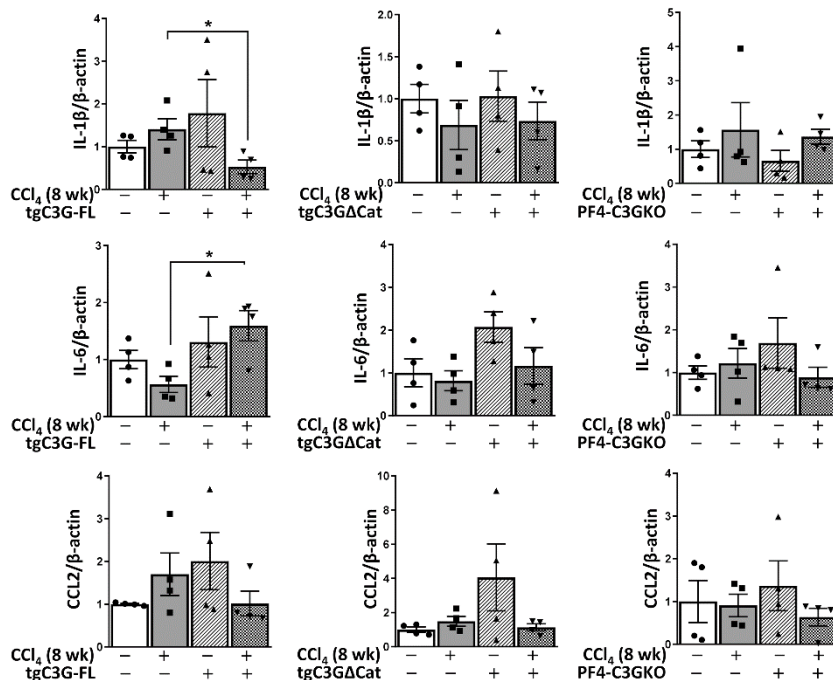 IL-1β/β-actin
4
3
2
1
0
*
CCl₄ (8 wk) − + − +
tgC3G-FL − − + +
IL-1β/β-actin
2.0
1.5
1.0
0.5
0.0
CCl₄ (8 wk) − + − +
tgC3GΔCat − − + +
IL-1β/β-actin
5
4
3
2
1
0
CCl₄ (8 wk) − + − +
PF4-C3GKO − − + +
IL-6/β-actin
3
2
1
0
*
CCl₄ (8 wk) − + − +
tgC3G-FL − − + +
IL-6/β-actin
4
3
2
1
0
CCl₄ (8 wk) − + − +
tgC3GΔCat − − + +
IL-6/β-actin
4
3
2
1
0
CCl₄ (8 wk) − + − +
PF4-C3GKO − − + +
CCL2/β-actin
4
3
2
1
0
CCl₄ (8 wk) − + − +
tgC3G-FL − − + +
CCL2/β-actin
10
8
6
4
2
0
CCl₄ (8 wk) − + − +
tgC3GΔCat − − + +
CCL2/β-actin
4
3
2
1
0
CCl₄ (8 wk) − + − +
PF4-C3GKO − − + +